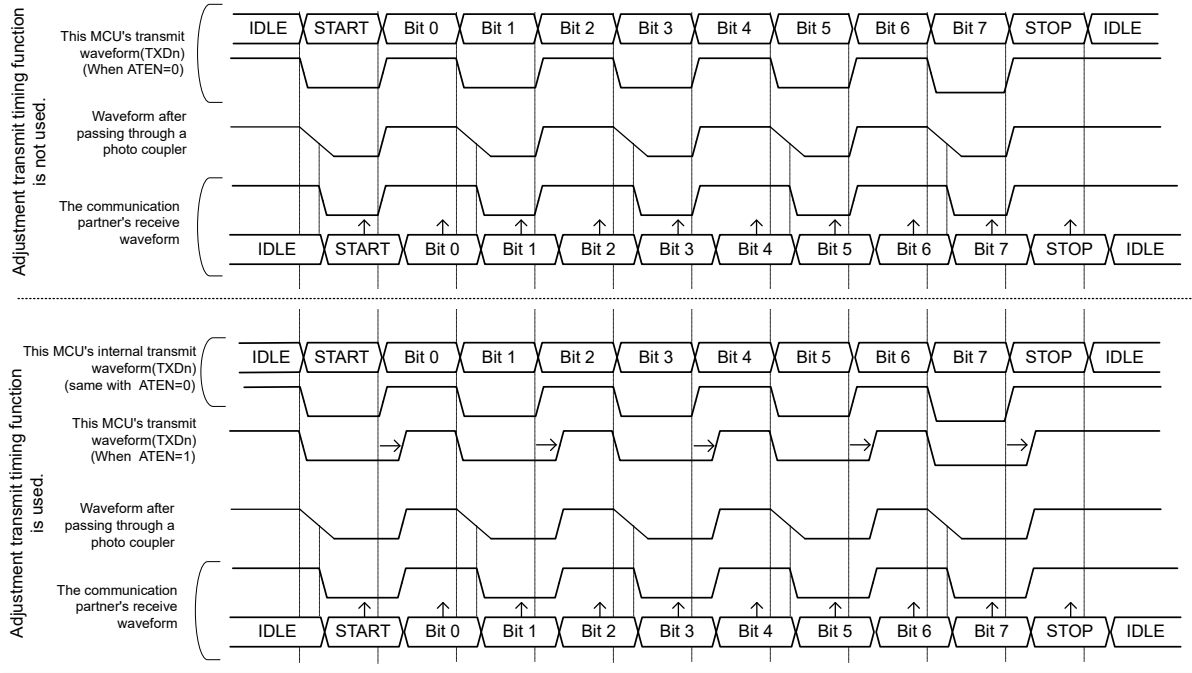 Adjustment transmit timing function
is not used.
This MCU's transmit
waveform(TXDn)
(When ATEN=0)
IDLE START Bit 0 Bit 1 Bit 2 Bit 3 Bit 4 Bit 5 Bit 6 Bit 7 STOP IDLE
Waveform after
passing through a
photo coupler
The communication
partner's receive
waveform
IDLE START Bit 0 Bit 1 Bit 2 Bit 3 Bit 4 Bit 5 Bit 6 Bit 7 STOP IDLE
Adjustment transmit timing function
is used.
This MCU's internal transmit
waveform(TXDn)
(same with ATEN=0)
IDLE START Bit 0 Bit 1 Bit 2 Bit 3 Bit 4 Bit 5 Bit 6 Bit 7 STOP IDLE
This MCU's transmit
waveform(TXDn)
(When ATEN=1)
Waveform after
passing through a
photo coupler
The communication
partner's receive
waveform
IDLE START Bit 0 Bit 1 Bit 2 Bit 3 Bit 4 Bit 5 Bit 6 Bit 7 STOP IDLE